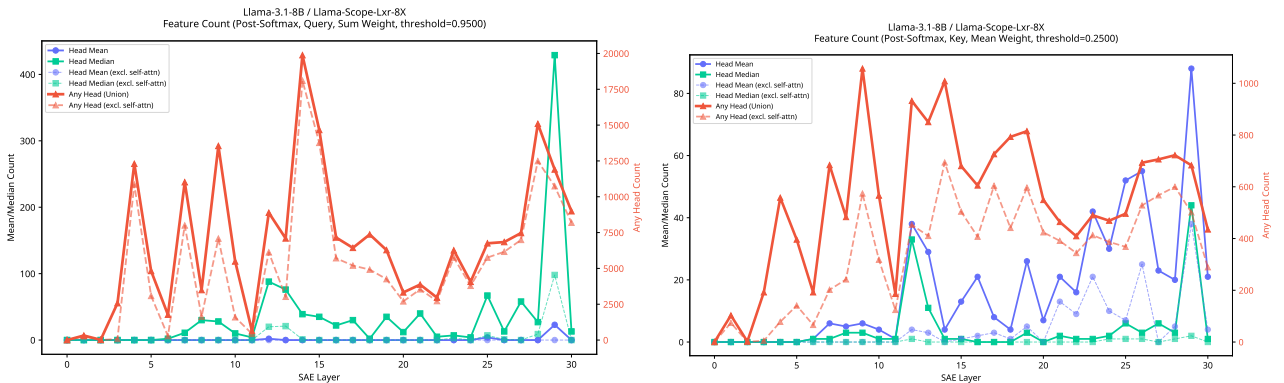 Llama-3.1-8B / Llama-Scope-Lxr-8X
Feature Count (Post-Softmax, Query, Sum Weight, threshold=0.9500)
Head Mean
Head Median
Head Mean (excl. self-attn)
Head Median (excl. self-attn)
Any Head (Union)
Any Head (excl. self-attn)
Mean/Median Count
400
300
200
100
0
20000
17500
15000
12500
10000
7500
5000
2500
0
Any Head Count
0 5 10 15 20 25 30
SAE Layer
Llama-3.1-8B / Llama-Scope-Lxr-8X
Feature Count (Post-Softmax, Key, Mean Weight, threshold=0.2500)
Head Mean
Head Median
Head Mean (excl. self-attn)
Head Median (excl. self-attn)
Any Head (Union)
Any Head (excl. self-attn)
Mean/Median Count
80
60
40
20
0
1000
800
600
400
200
0
Any Head Count
0 5 10 15 20 25 30
SAE Layer